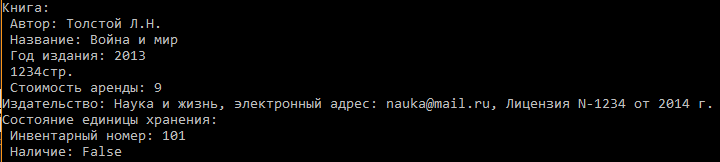 Книга:
Автор: Толстой Л.Н.
Название: Война и мир
Год издания: 2013
1234стр.
Стоимость аренды: 9
Издательство: Наука и жизнь, электронный адрес: nauka@mail.ru, Лицензия N-1234 от 2014 г.
Состояние единицы хранения:
Инвентарный номер: 101
Наличие: False